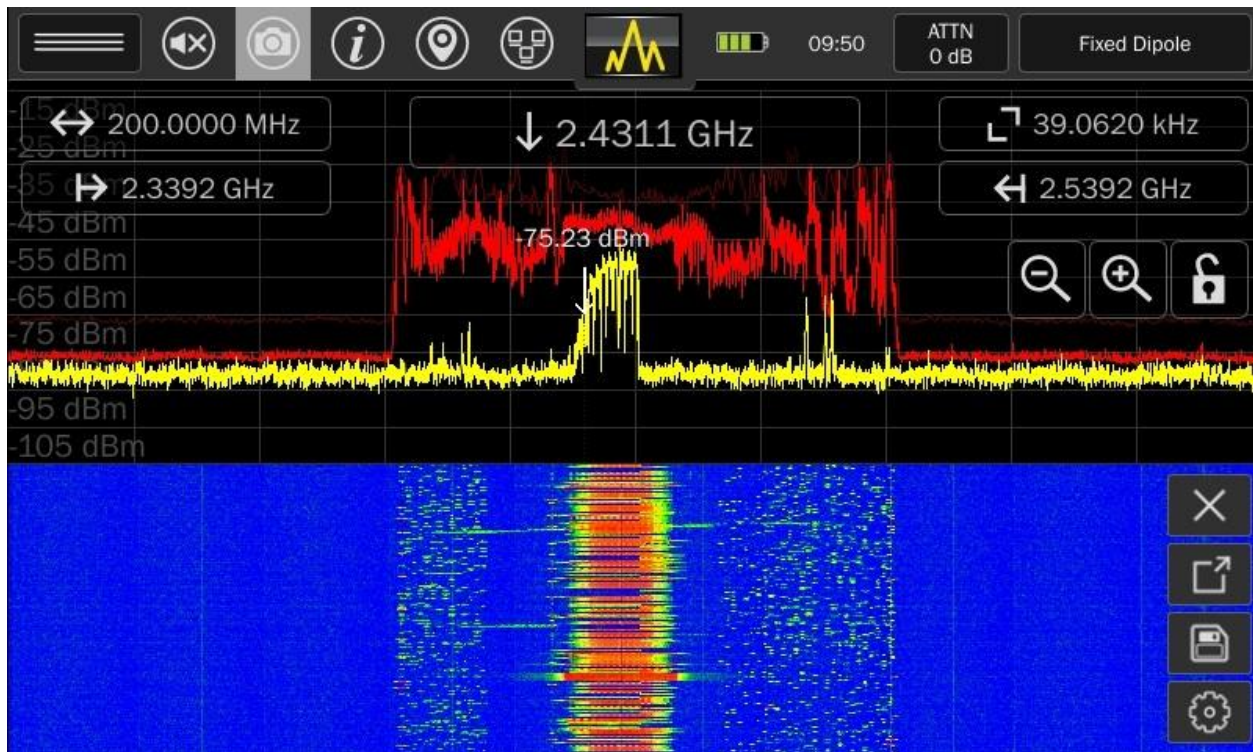 09:50
ATTN
0 dB
Fixed Dipole
-15 dBm
200.0000 MHz
2.4311 GHz
39.0620 kHz
-25 dBm
-35 dBm
2.3392 GHz
2.5392 GHz
-45 dBm
-75.23 dBm
-55 dBm
-65 dBm
-75 dBm
-95 dBm
-105 dBm